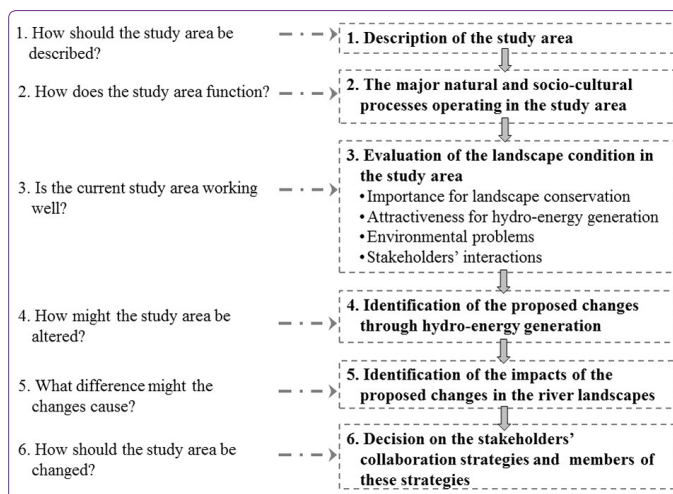 1. How should the study area be
described?
1. Description of the study area
2. How does the study area function?
2. The major natural and socio-cultural
processes operating in the study area
3. Is the current study area working
well?
3. Evaluation of the landscape condition in
the study area
•Importance for landscape conservation
•Attractiveness for hydro-energy generation
•Environmental problems
•Stakeholders’ interactions
4. How might the study area be
altered?
4. Identification of the proposed changes
through hydro-energy generation
5. What difference might the
changes cause?
5. Identification of the impacts of the
proposed changes in the river landscapes
6. How should the study area be
changed?
6. Decision on the stakeholders’
collaboration strategies and members of
these strategies